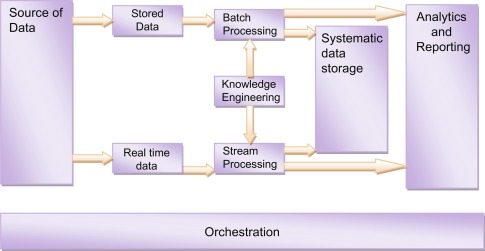 Source of
Data
Stored
Data
Batch
Processing
Systematic
data
storage
Analytics
and
Reporting
Knowledge
Engineering
Real time
data
Stream
Processing
Orchestration